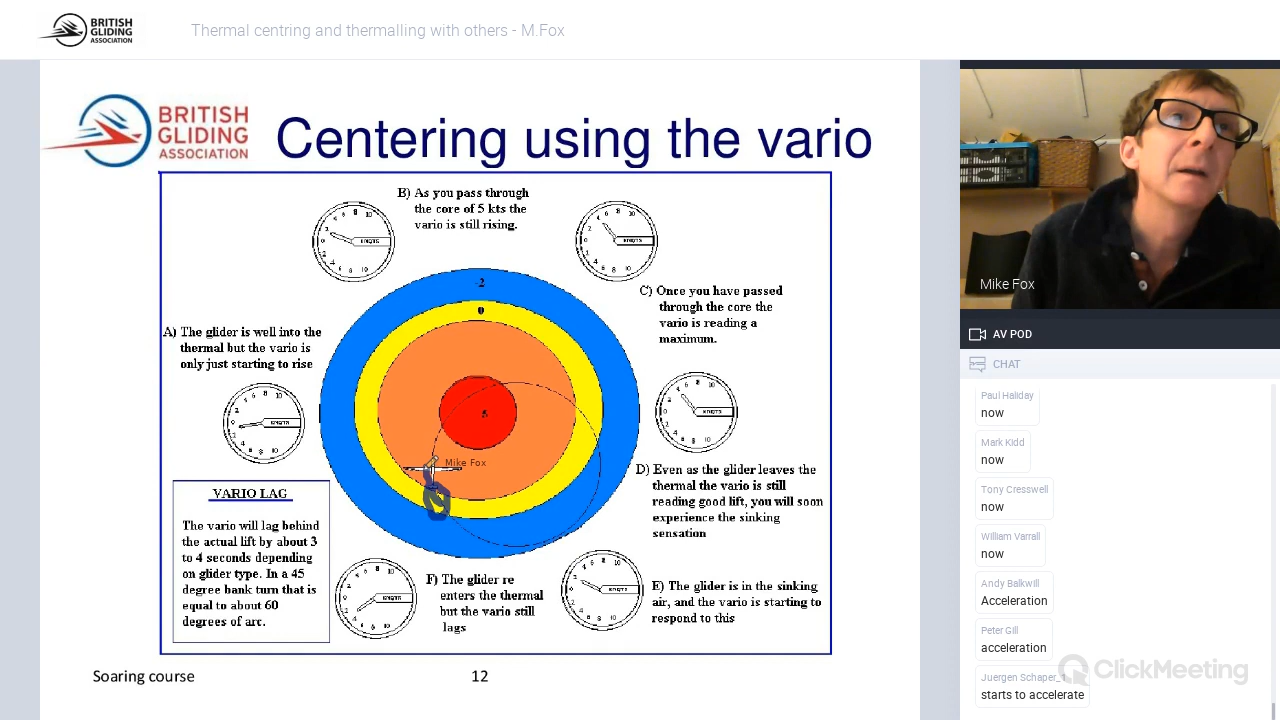 BRITISH
GLIDING
ASSOCIATION
Thermal centring and thermalling with others - M.Fox
BRITISH
GLIDING
ASSOCIATION
Centering using the vario
B) As you pass through
the core of 5 kts the
vario is still rising.
C) Once you have passed
through the core the
vario is reading a
maximum.
A) The glider is well into the
thermal but the vario is
only just starting to rise
-2
0
5
Mike Fox
D) Even as the glider leaves the
thermal the vario is still
reading good lift, you will soon
experience the sinking
sensation
VARIO LAG
The vario will lag behind
the actual lift by about 3
to 4 seconds depending
on glider type. In a 45
degree bank turn that is
equal to about 60
degrees of arc.
F) The glider re
enters the thermal
but the vario still
lags
E) The glider is in the sinking
air, and the vario is starting to
respond to this
Soaring course
12
Mike Fox
AV POD
CHAT
Paul Haliday
now
Mark Kidd
now
Tony Cresswell
now
William Varrall
now
Andy Balkwill
Acceleration
Peter Gill
acceleration
Juergen Schaper_1
starts to accelerate
ClickMeeting